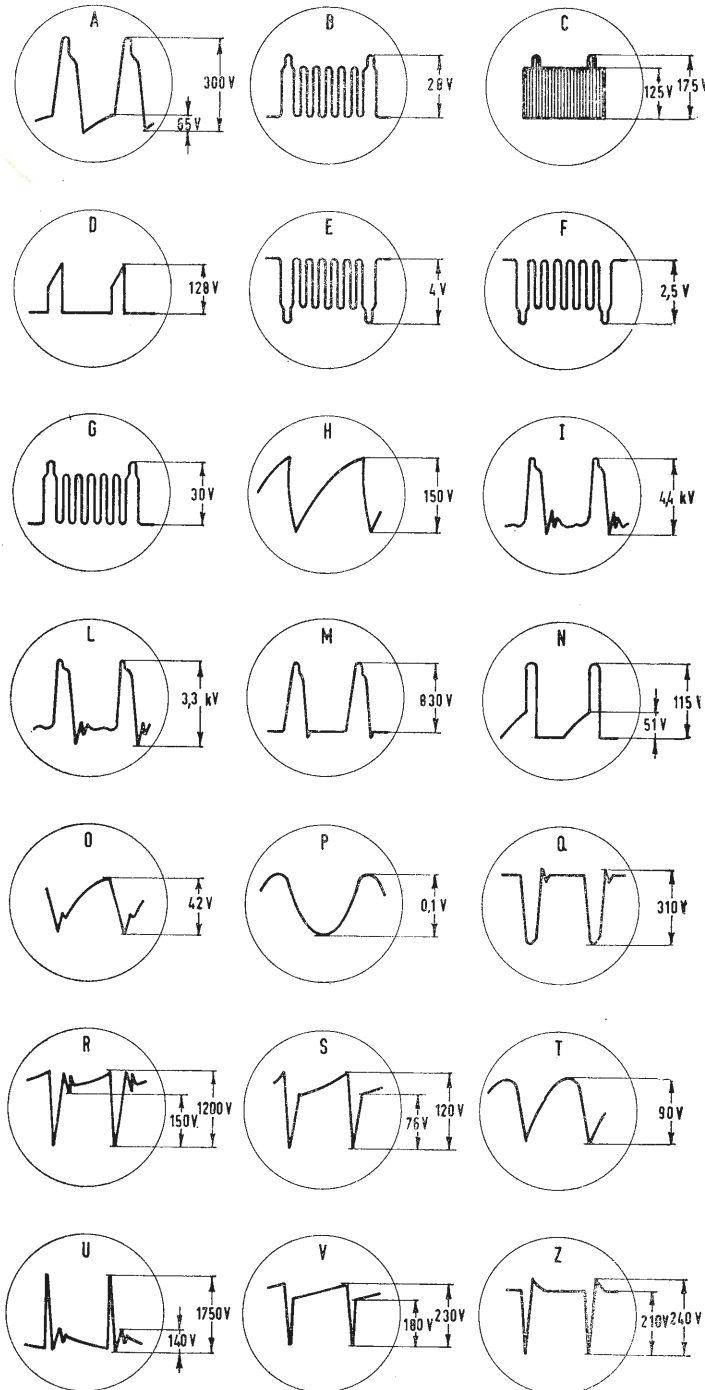 A
300 V
65 V
B
28 V
C
125 V
175 V
D
128 V
E
4 V
F
2,5 V
G
30 V
H
150 V
I
4,4 kV
L
3,3 kV
M
830 V
N
115 V
51 V
O
42 V
P
0,1 V
Q
310 V
R
150 V
1200 V
S
76 V
120 V
T
90 V
U
1750 V
140 V
V
180 V
230 V
Z
210 V
240 V